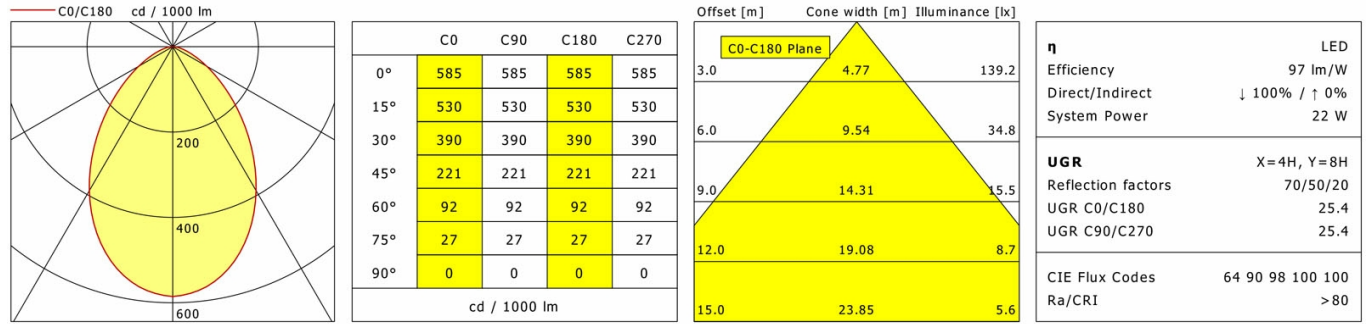 C0/C180 cd / 1000 lm
200
400
600
C0 C90 C180 C270
0° 585 585 585 585
15° 530 530 530 530
30° 390 390 390 390
45° 221 221 221 221
60° 92 92 92 92
75° 27 27 27 27
90° 0 0 0 0
cd / 1000 lm
Offset [m] Cone width [m] Illuminance [lx]
C0-C180 Plane
3.0 4.77 139.2
6.0 9.54 34.8
9.0 14.31 15.5
12.0 19.08 8.7
15.0 23.85 5.6
η LED
Efficiency 97 lm/W
Direct/Indirect ↓ 100% / ↑ 0%
System Power 22 W
UGR X=4H, Y=8H
Reflection factors 70/50/20
UGR C0/C180 25.4
UGR C90/C270 25.4
CIE Flux Codes 64 90 98 100 100
Ra/CRI >80